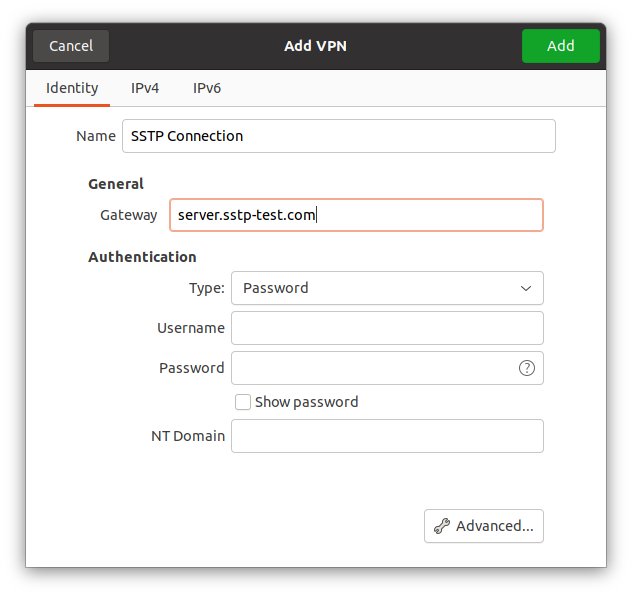 Cancel Add VPN Add
Identity IPv4 IPv6
Name SSTP Connection
General
Gateway server.sstp-test.com
Authentication
Type: Password
Username
Password ?
Show password
NT Domain
Advanced...